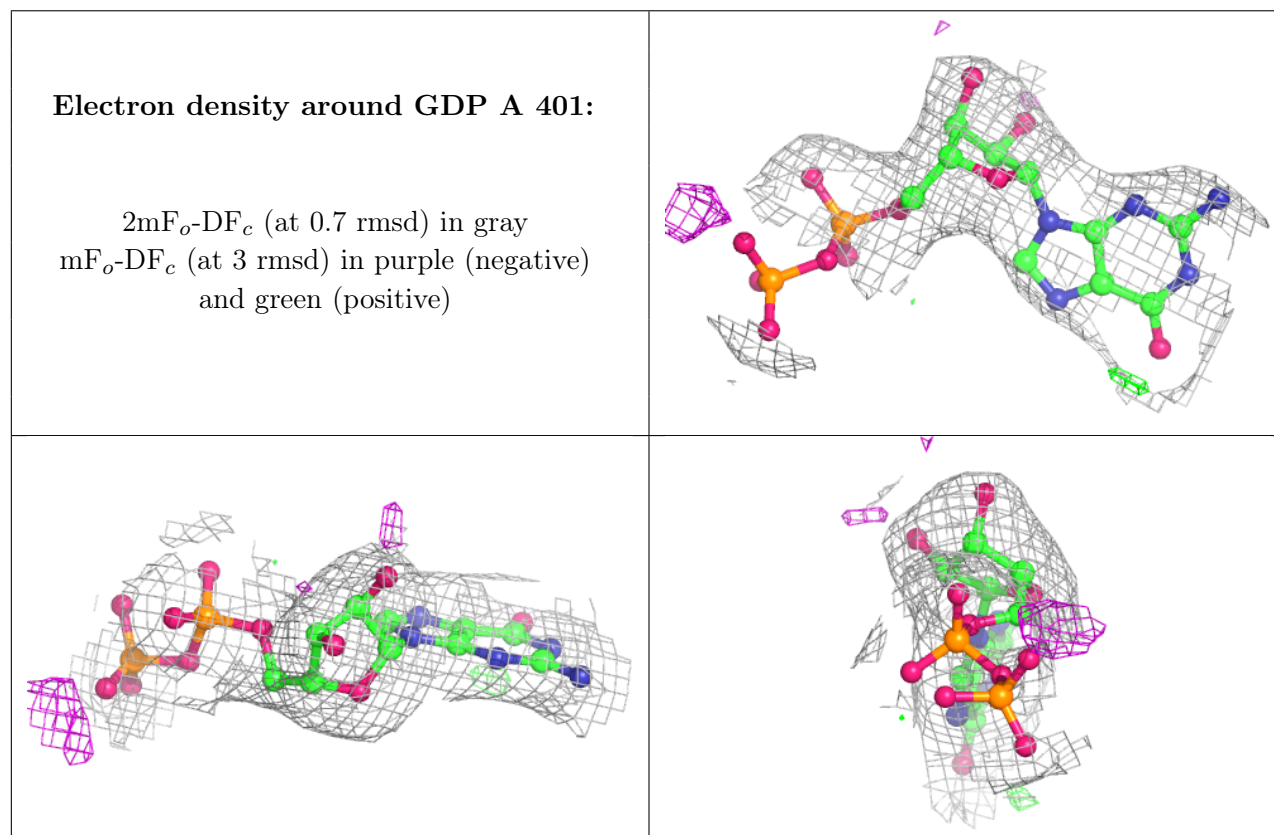 Electron density around GDP A 401:
2mFo-DFc (at 0.7 rmsd) in gray
mFo-DFc (at 3 rmsd) in purple (negative)
and green (positive)